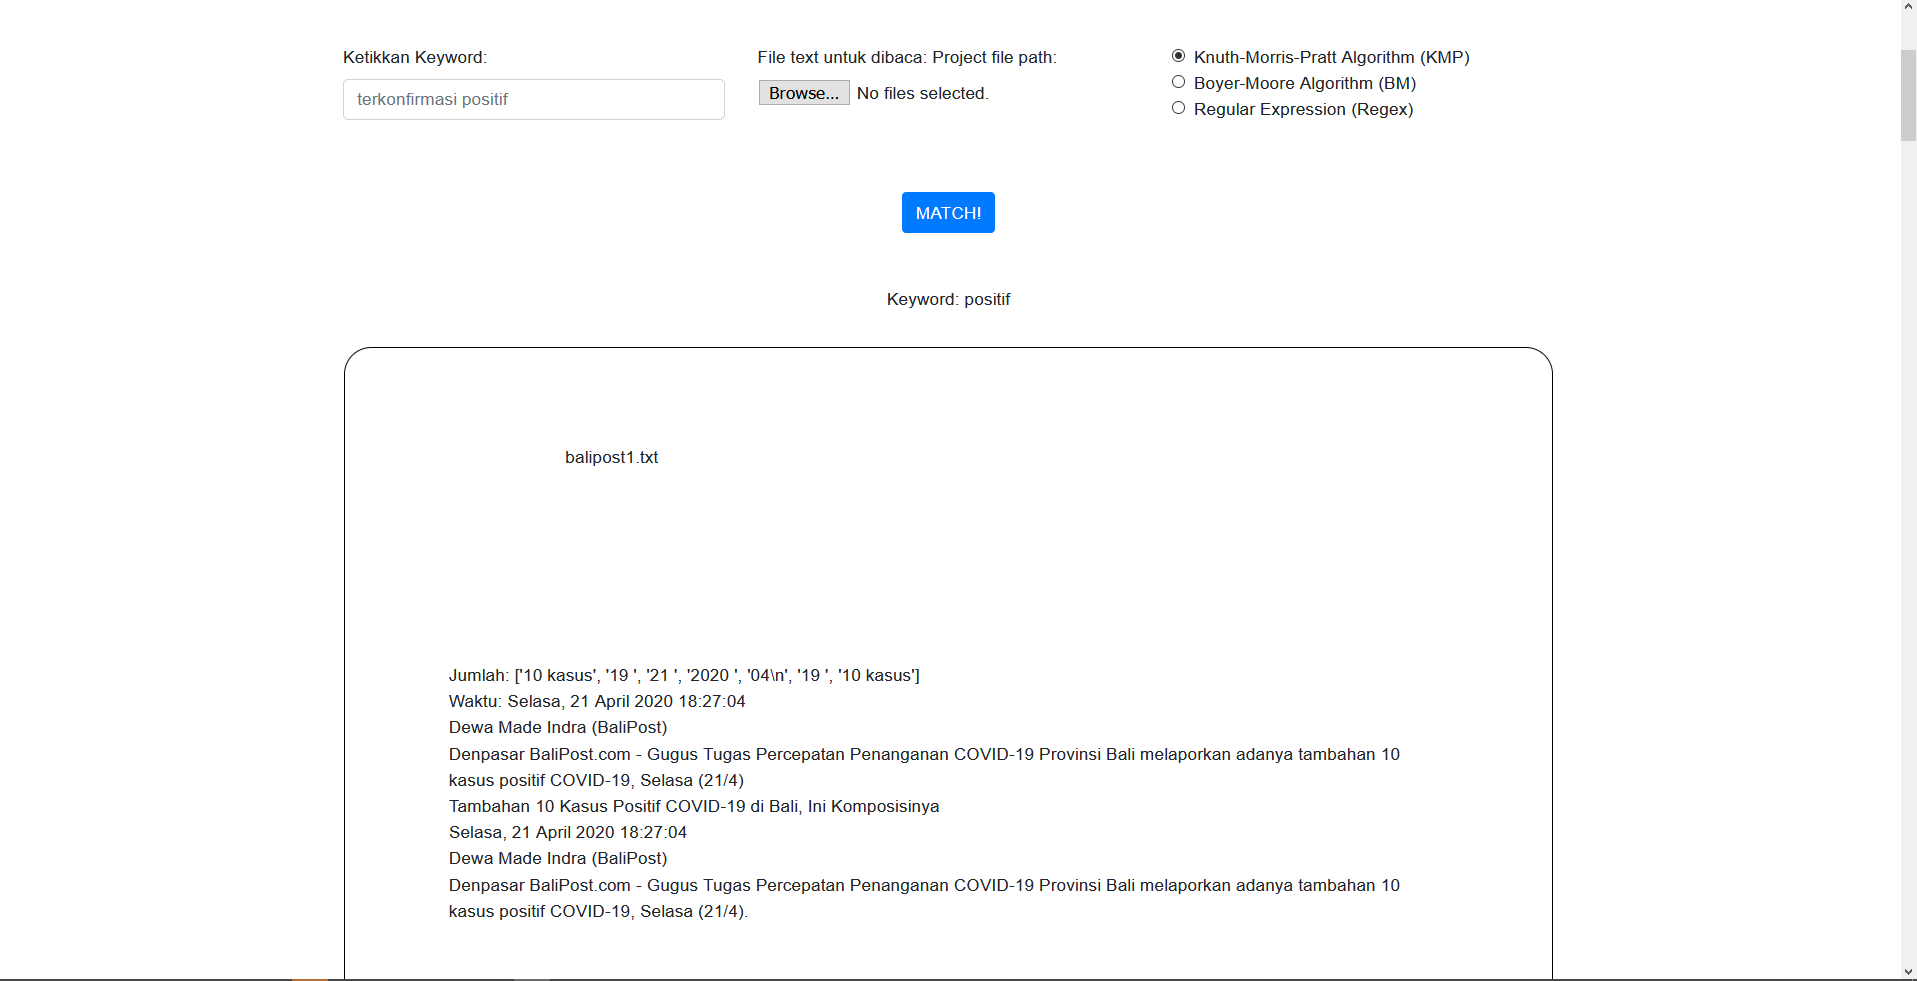 Ketikkan Keyword:
terkonfirmasi positif
File text untuk dibaca: Project file path:
Browse... No files selected.
Knuth-Morris-Pratt Algorithm (KMP)
Boyer-Moore Algorithm (BM)
Regular Expression (Regex)
MATCH!
Keyword: positif
balipost1.txt
Jumlah: ['10 kasus', '19 ', '21 ', '2020 ', '04\n', '19 ', '10 kasus']
Waktu: Selasa, 21 April 2020 18:27:04
Dewa Made Indra (BaliPost)
Denpasar BaliPost.com - Gugus Tugas Percepatan Penanganan COVID-19 Provinsi Bali melaporkan adanya tambahan 10
kasus positif COVID-19, Selasa (21/4)
Tambahan 10 Kasus Positif COVID-19 di Bali, Ini Komposisinya
Selasa, 21 April 2020 18:27:04
Dewa Made Indra (BaliPost)
Denpasar BaliPost.com - Gugus Tugas Percepatan Penanganan COVID-19 Provinsi Bali melaporkan adanya tambahan 10
kasus positif COVID-19, Selasa (21/4).